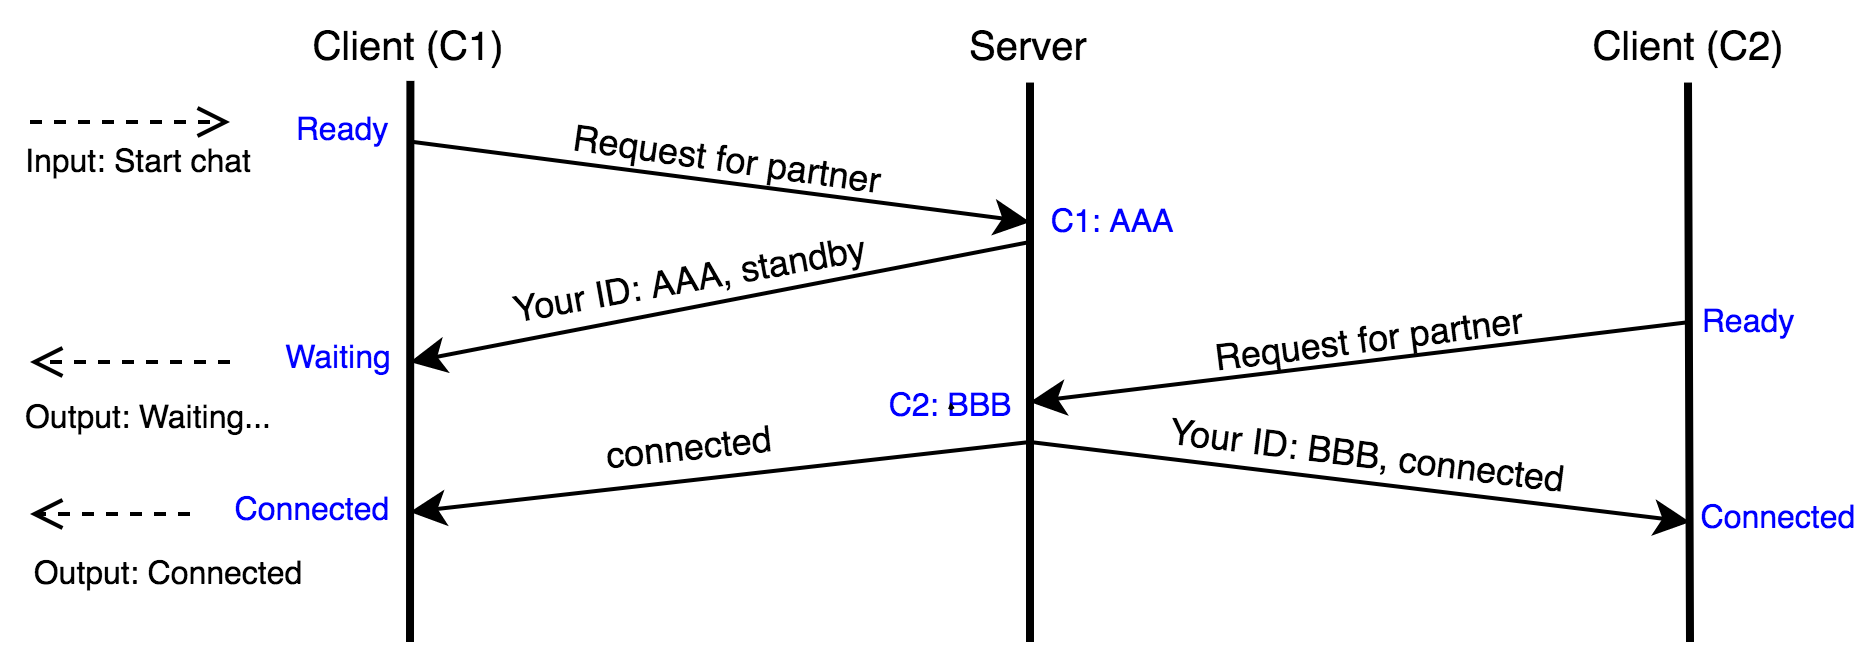 Client (C1)
Server
Client (C2)
Ready
Input: Start chat
Request for partner
C1: AAA
Your ID: AAA, standby
Ready
Request for partner
Waiting
Output: Waiting...
C2: BBB
connected
Your ID: BBB, connected
Connected
Connected
Output: Connected